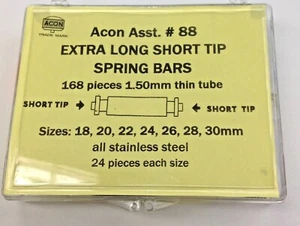 ACON
TRADE MARK
Acon Asst. # 88
EXTRA LONG SHORT TIP
SPRING BARS
168 pieces 1.50mm thin tube
SHORT TIP SHORT TIP
Sizes: 18, 20, 22, 24, 26, 28, 30mm
all stainless steel
24 pieces each size